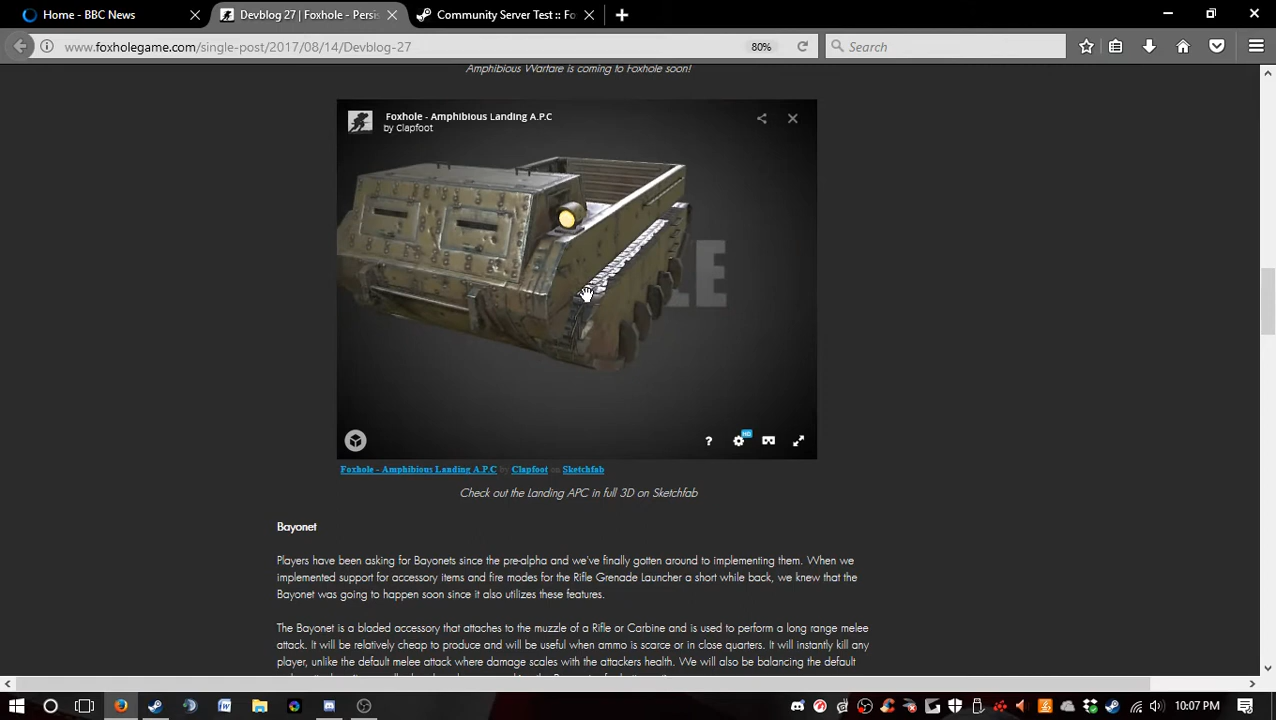 Home - BBC News
Devblog 27 | Foxhole - Persis
Community Server Test :: Fo
www.foxholegame.com/single-post/2017/08/14/Devblog-27
80%
Search
Amphibious Warfare is coming to Foxhole soon!
Foxhole - Amphibious Landing A.P.C
by Clapfoot
LE
?
HD
Foxhole - Amphibious Landing A.P.C by Clapfoot on Sketchfab
Check out the Landing APC in full 3D on Sketchfab
Bayonet
Players have been asking for Bayonets since the pre-alpha and we've finally gotten around to implementing them. When we
implemented support for accessory items and fire modes for the Rifle Grenade Launcher a short while back, we knew that the
Bayonet was going to happen soon since it also utilizes these features.
The Bayonet is a bladed accessory that attaches to the muzzle of a Rifle or Carbine and is used to perform a long range melee
attack. It will be relatively cheap to produce and will be useful when ammo is scarce or in close quarters. It will instantly kill any
player, unlike the default melee attack where damage scales with the attackers health. We will also be balancing the default
10:07 PM